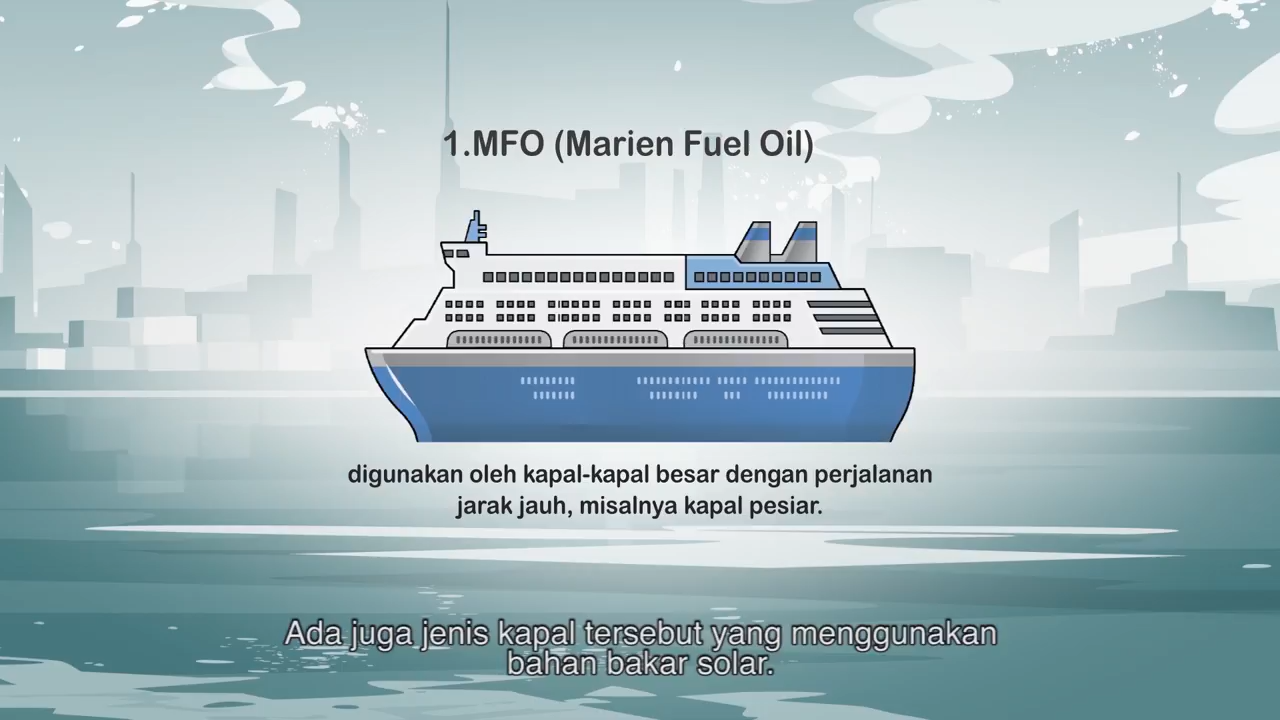 1.MFO (Marien Fuel Oil)
digunakan oleh kapal-kapal besar dengan perjalanan
jarak jauh, misalnya kapal pesiar.
Ada juga jenis kapal tersebut yang menggunakan
bahan bakar solar.